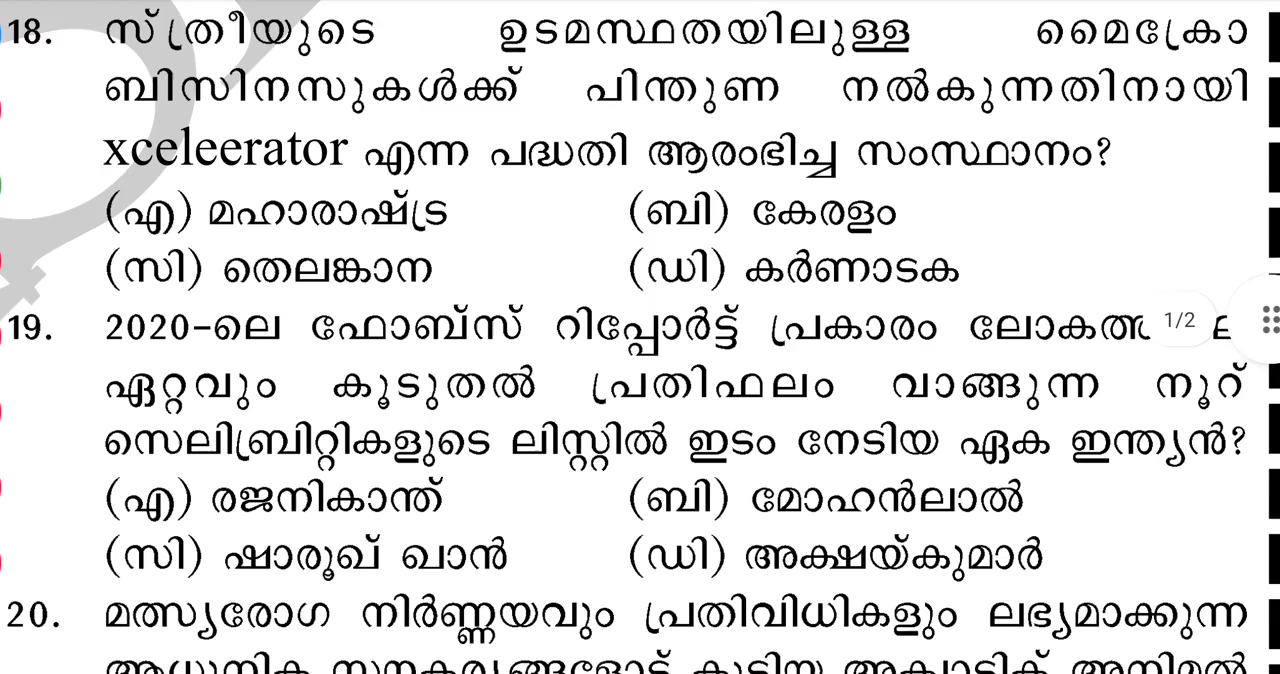 18. സ്ത്രീയുടെ ഉടമസ്ഥതയിലുള്ള മൈക്രോ
ബിസിനസുകൾക്ക് പിന്തുണ നൽകുന്നതിനായി
xceleerator എന്ന പദ്ധതി ആരംഭിച്ച സംസ്ഥാനം?
(എ) മഹാരാഷ്ട്ര (ബി) കേരളം
(സി) തെലങ്കാന (ഡി) കർണാടക
19. 2020-ലെ ഫോബ്സ് റിപ്പോർട്ട് പ്രകാരം
1/2
ഏറ്റവും കൂടുതൽ പ്രതിഫലം വാങ്ങുന്ന നൂറ്
സെലിബ്രിറ്റികളുടെ ലിസ്റ്റിൽ ഇടം നേടിയ ഏക ഇന്ത്യൻ?
(എ) രജനികാന്ത് (ബി) മോഹൻലാൽ
(സി) ഷാരൂഖ് ഖാൻ (ഡി) അക്ഷയ്കുമാർ
20. മത്സ്യരോഗ നിർണ്ണയവും പ്രതിവിധികളും ലഭ്യമാക്കുന്ന